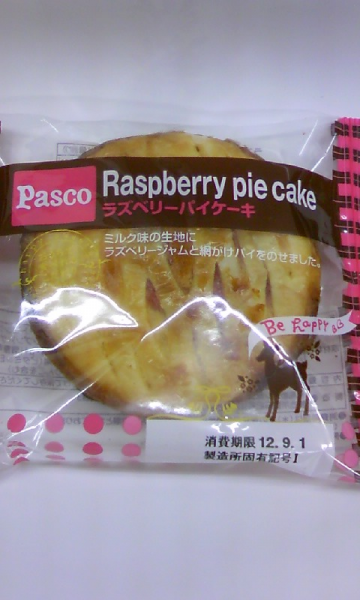 Pasco
Raspberry pie cake
ラズベリーパイケーキ
ミルク味の生地に
ラズベリージャムと網がけパイをのせました。
Be Happy
消費期限 12. 9. 1
製造所固有記号 I